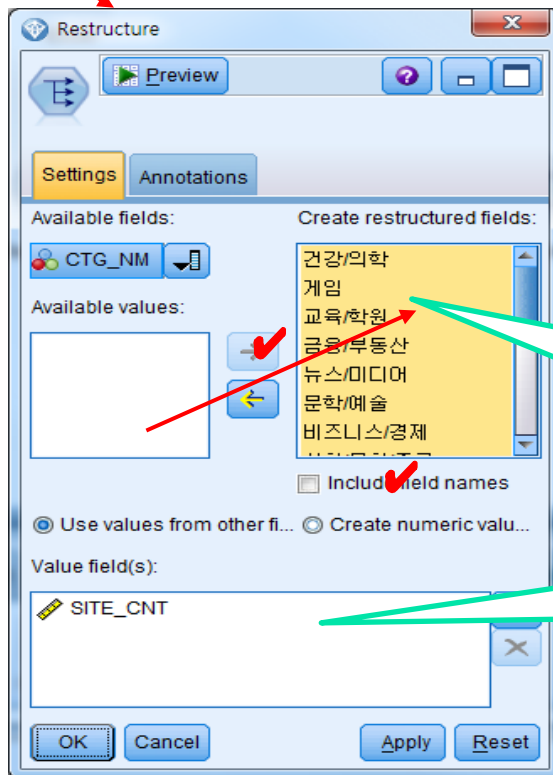 Restructure
Preview
Settings
Annotations
Available fields:
Create restructured fields:
CTG_NM
건강/의학
게임
교육/학원
금융/부동산
뉴스/미디어
문학/예술
비즈니스/경제
Available values:
Include field names
Use values from other fi...
Create numeric valu...
Value field(s):
SITE_CNT
OK
Cancel
Apply
Reset